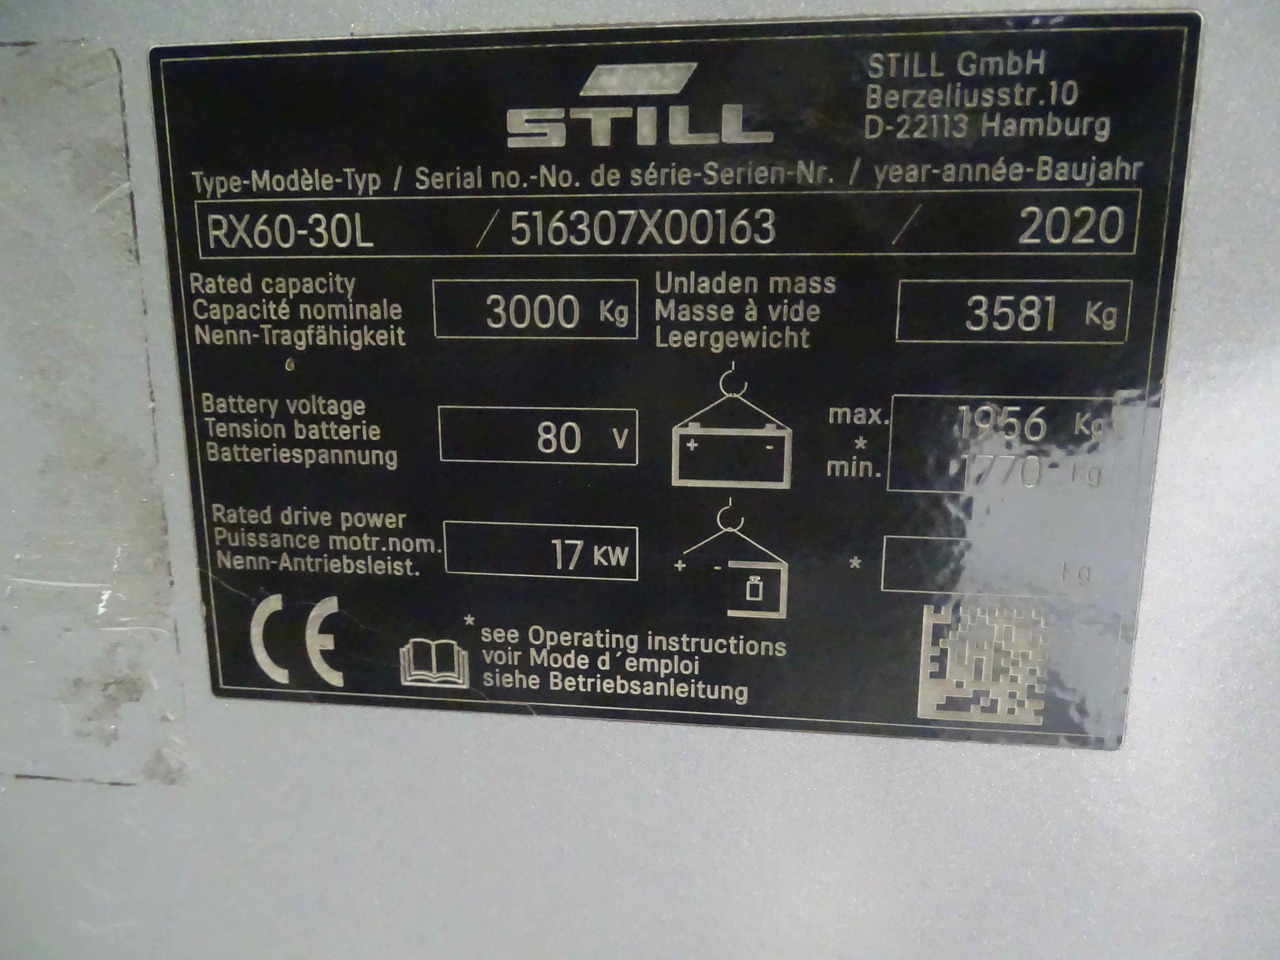 STILL
STILL GmbH
Berzeliusstr.10
D-22113 Hamburg
Type-Modèle-Typ / Serial no.-No. de série-Serien-Nr. / year-année-Baujahr
RX60-30L / 516307X00163 / 2020
Rated capacity
Capacité nominale
Nenn-Tragfähigkeit
3000 Kg
Unladen mass
Masse à vide
Leergewicht
3581 Kg
Battery voltage
Tension batterie
Batteriespannung
80 V
+ -
max. 1956 Kg
*
min. 1770 Kg
Rated drive power
Puissance motr.nom.
Nenn-Antriebsleist.
17 KW
+ -
* kg
CE
* see Operating instructions
voir Mode d´emploi
siehe Betriebsanleitung